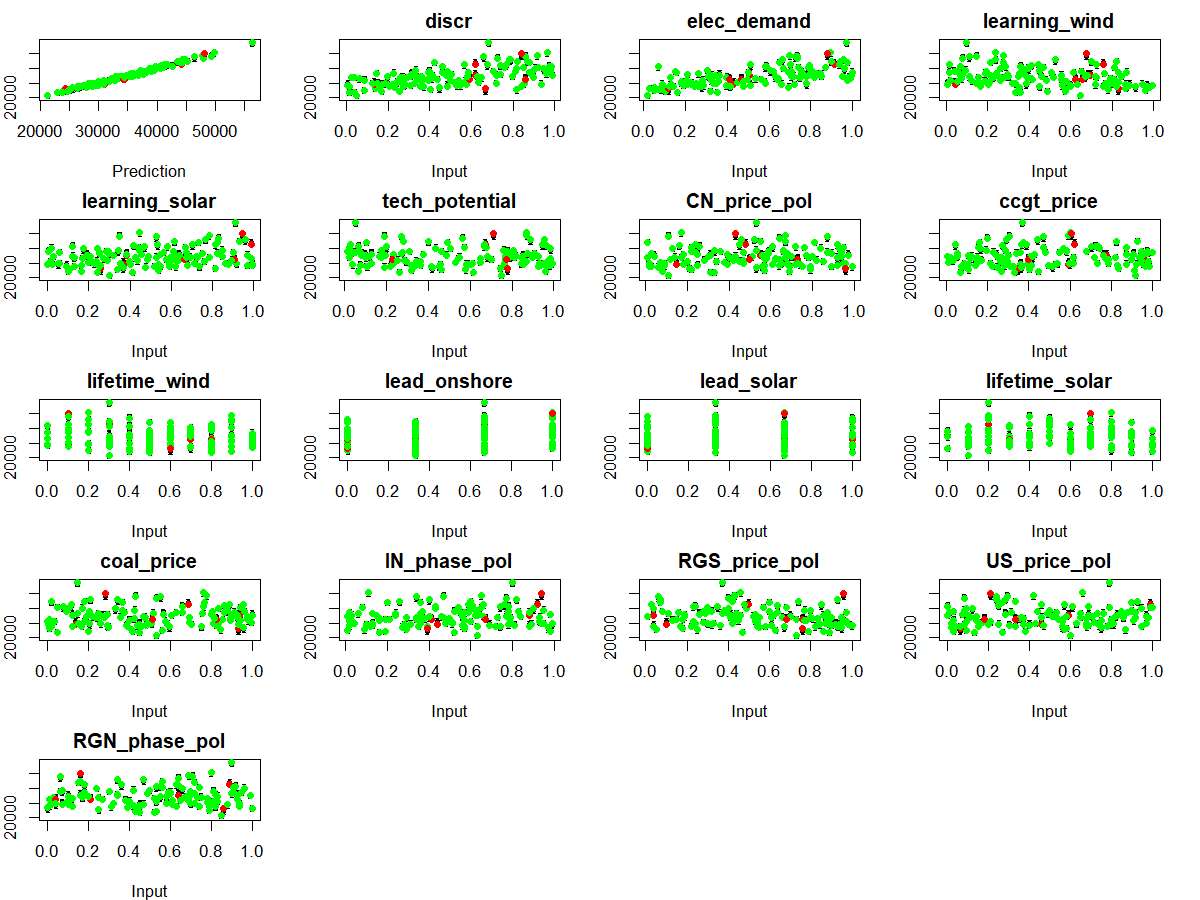 discr elec_demand learning_wind
20000 20000 20000 20000
20000 30000 40000 50000 0.0 0.2 0.4 0.6 0.8 1.0 0.0 0.2 0.4 0.6 0.8 1.0 0.0 0.2 0.4 0.6 0.8 1.0
Prediction Input Input Input
learning_solar tech_potential CN_price_pol ccgt_price
20000 20000 20000 20000
0.0 0.2 0.4 0.6 0.8 1.0 0.0 0.2 0.4 0.6 0.8 1.0 0.0 0.2 0.4 0.6 0.8 1.0 0.0 0.2 0.4 0.6 0.8 1.0
Input Input Input Input
lifetime_wind lead_onshore lead_solar lifetime_solar
20000 20000 20000 20000
0.0 0.2 0.4 0.6 0.8 1.0 0.0 0.2 0.4 0.6 0.8 1.0 0.0 0.2 0.4 0.6 0.8 1.0 0.0 0.2 0.4 0.6 0.8 1.0
Input Input Input Input
coal_price IN_phase_pol RGS_price_pol US_price_pol
20000 20000 20000 20000
0.0 0.2 0.4 0.6 0.8 1.0 0.0 0.2 0.4 0.6 0.8 1.0 0.0 0.2 0.4 0.6 0.8 1.0 0.0 0.2 0.4 0.6 0.8 1.0
Input Input Input Input
RGN_phase_pol
20000
0.0 0.2 0.4 0.6 0.8 1.0
Input